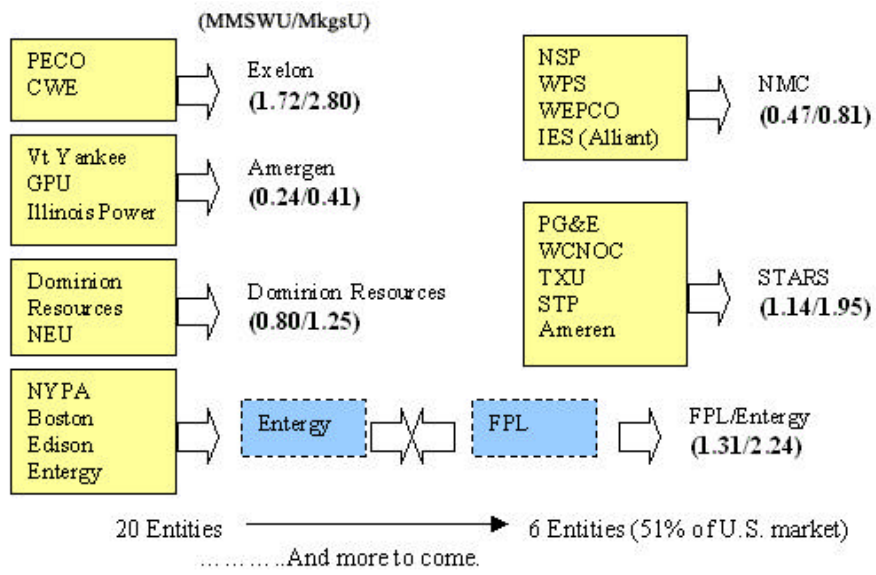 (MMSWU/MkgsU)
PECO
CWE
Exelon
(1.72/2.80)
Vt Yankee
GPU
Illinois Power
Amergen
(0.24/0.41)
Dominion
Resources
NEU
Dominion Resources
(0.80/1.25)
NYPA
Boston
Edison
Entergy
Entergy
FPL
FPL/Entergy
(1.31/2.24)
NSP
WPS
WEPCO
IES (Alliant)
NMC
(0.47/0.81)
PG&E
WCNOC
TXU
STP
Ameren
STARS
(1.14/1.95)
20 Entities
6 Entities (51% of U.S. market)
… … … ..And more to come.